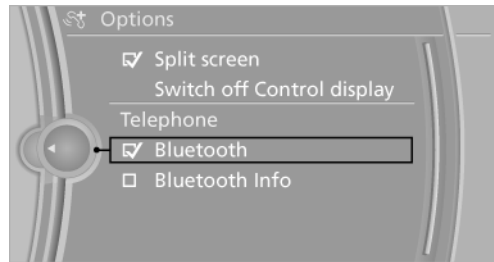 Options
Split screen
Switch off Control display
Telephone
Bluetooth
Bluetooth Info